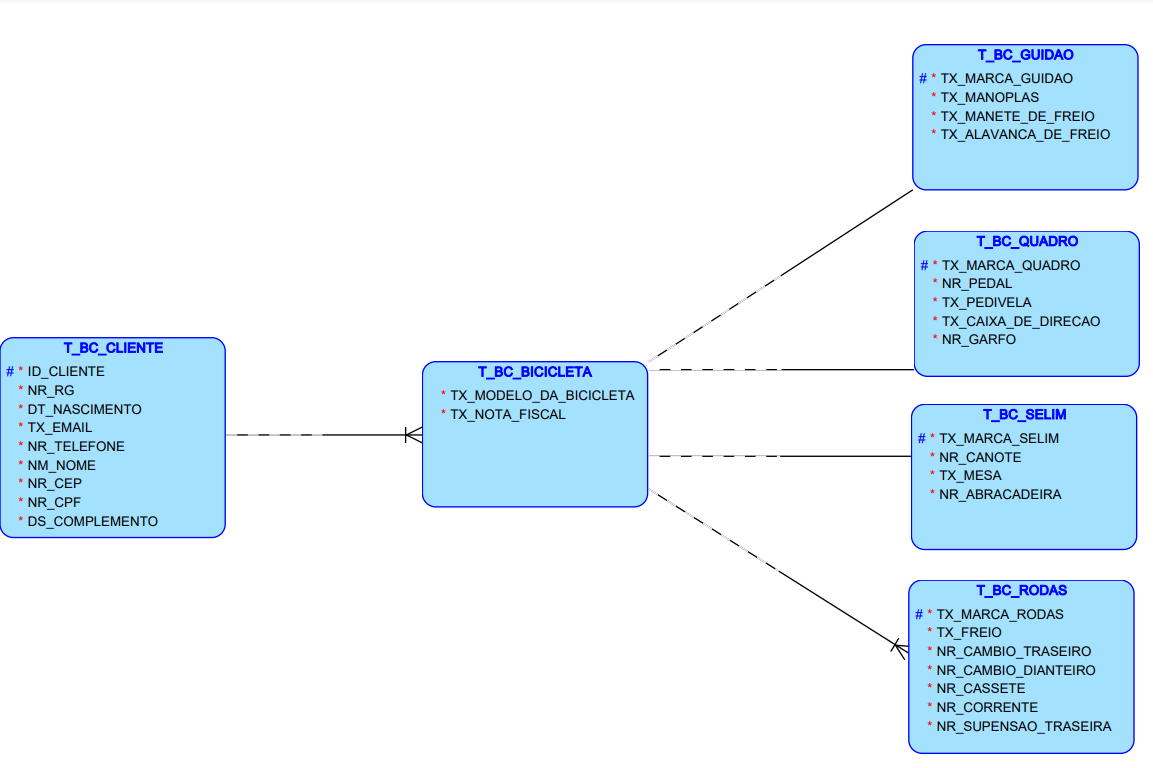 T_BC_GUIDAO
# * TX_MARCA_GUIDAO
* TX_MANOPLAS
* TX_MANETE_DE_FREIO
* TX_ALAVANCA_DE_FREIO
T_BC_QUADRO
# * TX_MARCA_QUADRO
* NR_PEDAL
* TX_PEDIVELA
* TX_CAIXA_DE_DIRECAO
* NR_GARFO
T_BC_CLIENTE
# * ID_CLIENTE
* NR_RG
* DT_NASCIMENTO
* TX_EMAIL
* NR_TELEFONE
* NM_NOME
* NR_CEP
* NR_CPF
* DS_COMPLEMENTO
T_BC_BICICLETA
* TX_MODELO_DA_BICICLETA
* TX_NOTA_FISCAL
T_BC_SELIM
# * TX_MARCA_SELIM
* NR_CANOTE
* TX_MESA
* NR_ABRACADEIRA
T_BC_RODAS
# * TX_MARCA_RODAS
* TX_FREIO
* NR_CAMBIO_TRASEIRO
* NR_CAMBIO_DIANTEIRO
* NR_CASSETE
* NR_CORRENTE
* NR_SUPENSAO_TRASEIRA